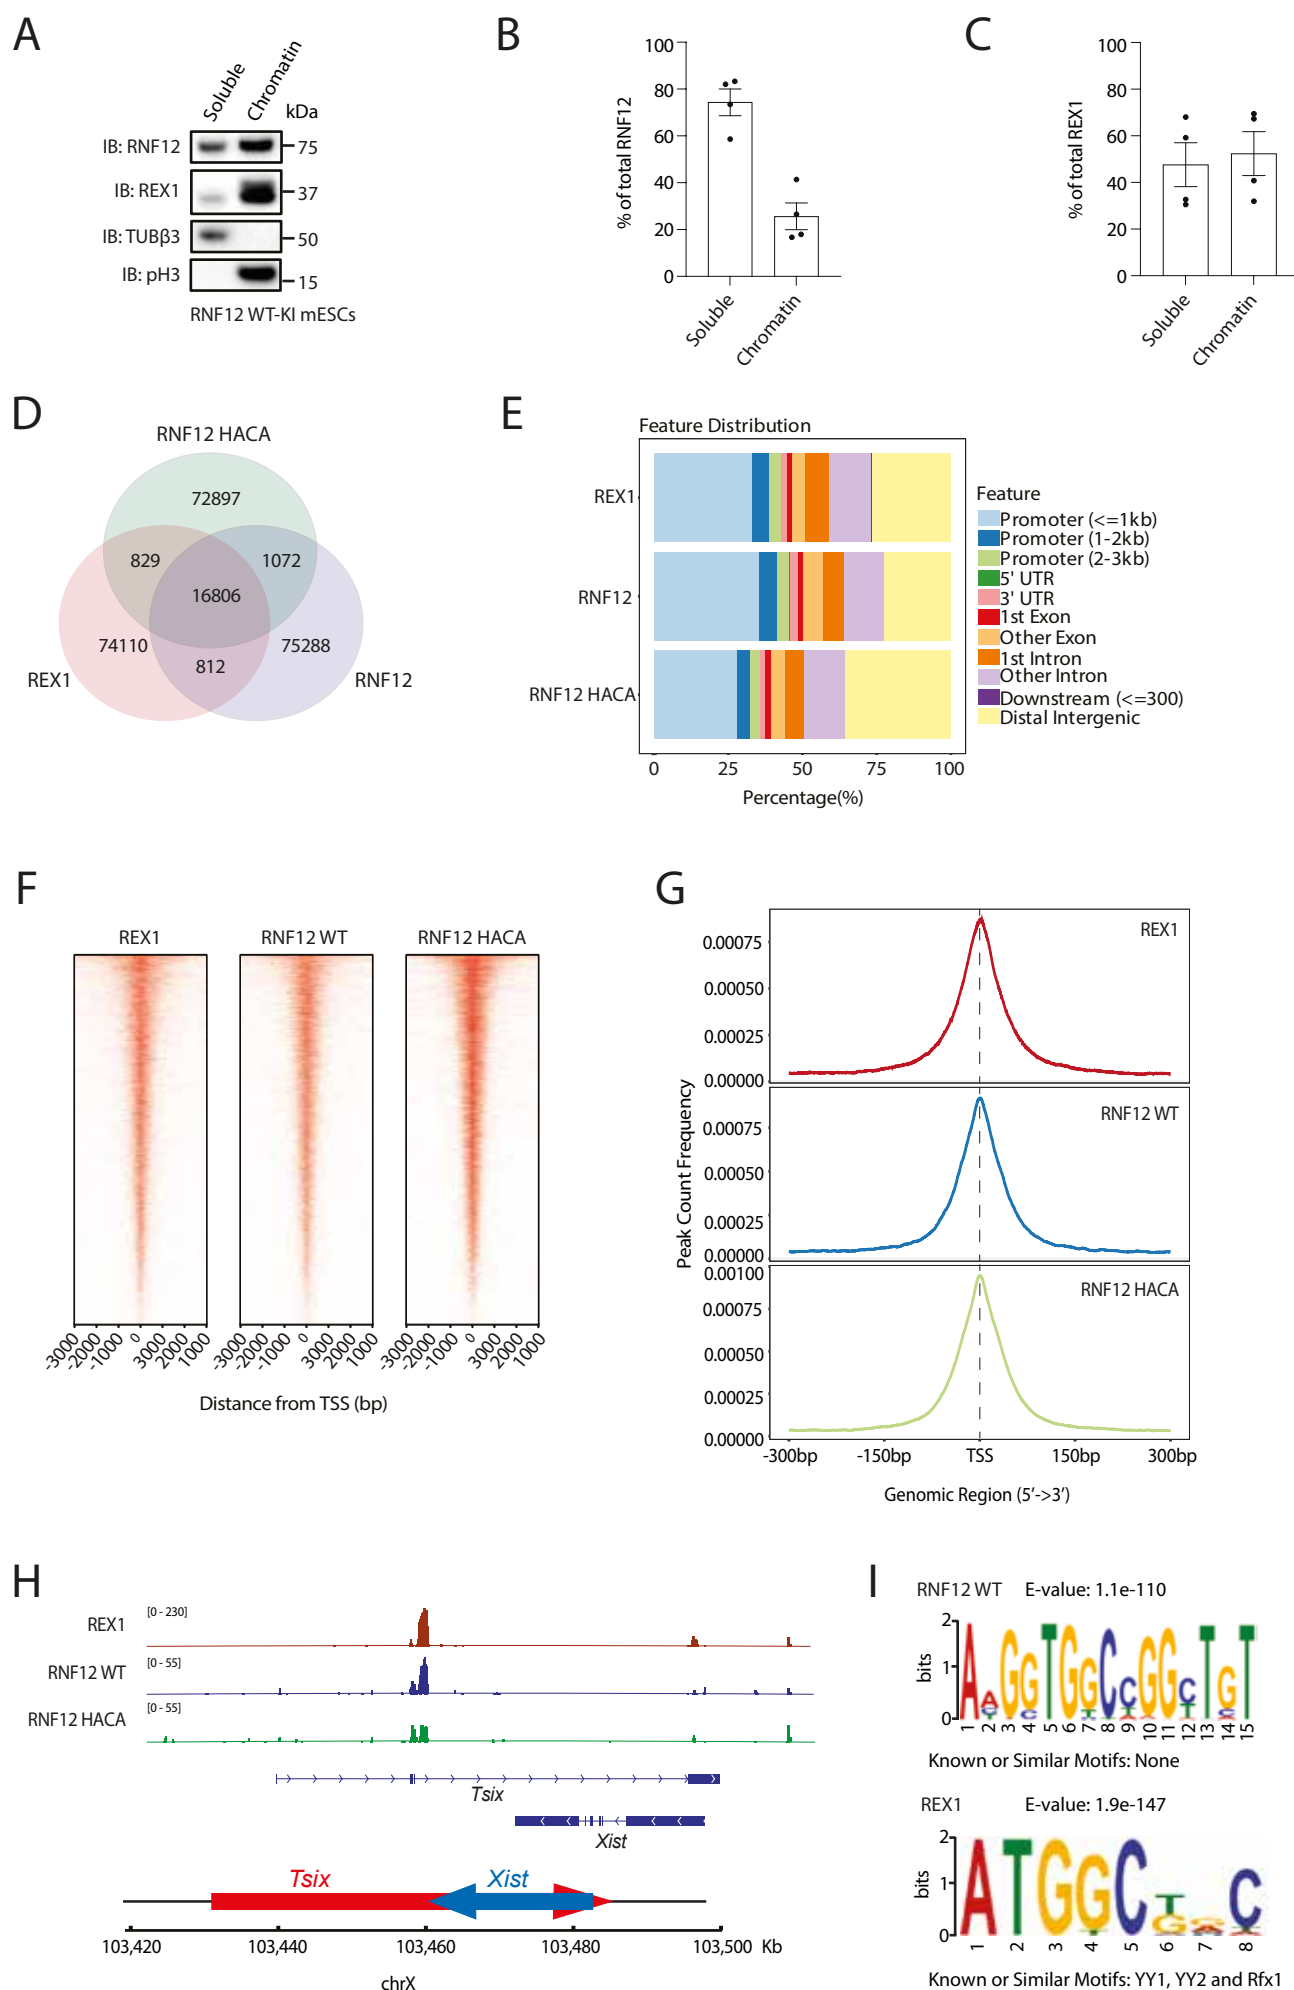 A
Soluble
Chromatin
kDa
IB: RNF12
75
IB: REX1
37
IB: TUBβ3
50
IB: pH3
15
RNF12 WT-KI mESCs
B
% of total RNF12
100
80
60
40
20
0
Soluble
Chromatin
C
% of total REX1
100
80
60
40
20
0
Soluble
Chromatin
D
RNF12 HACA
72897
829
1072
16806
74110
75288
812
REX1
RNF12
E
Feature Distribution
REX1
RNF12
RNF12 HACA
0 25 50 75 100
Percentage(%)
Feature
Promoter (<=1kb)
Promoter (1-2kb)
Promoter (2-3kb)
5' UTR
3' UTR
1st Exon
Other Exon
1st Intron
Other Intron
Downstream (<=300)
Distal Intergenic
F
REX1
RNF12 WT
RNF12 HACA
-3000 -2000 -1000 0 3000 2000 1000
-3000 -2000 -1000 0 3000 2000 1000
-3000 -2000 -1000 0 3000 2000 1000
Distance from TSS (bp)
G
Peak Count Frequency
REX1
0.00075
0.00050
0.00025
0.00000
RNF12 WT
0.00075
0.00050
0.00025
0.00000
RNF12 HACA
0.00100
0.00075
0.00050
0.00025
0.00000
-300bp -150bp TSS 150bp 300bp
Genomic Region (5'->3')
H
REX1
[0 - 230]
RNF12 WT
[0 - 55]
RNF12 HACA
[0 - 55]
Tsix
Xist
Tsix
Xist
103,420 103,440 103,460 103,480 103,500 Kb
chrX
I
RNF12 WT E-value: 1.1e-110
bits
2
1
0
1 2 3 4 5 6 7 8 9 10 11 12 13 14 15
Known or Similar Motifs: None
REX1 E-value: 1.9e-147
bits
2
1
0
1 2 3 4 5 6 7 8
Known or Similar Motifs: YY1, YY2 and Rfx1